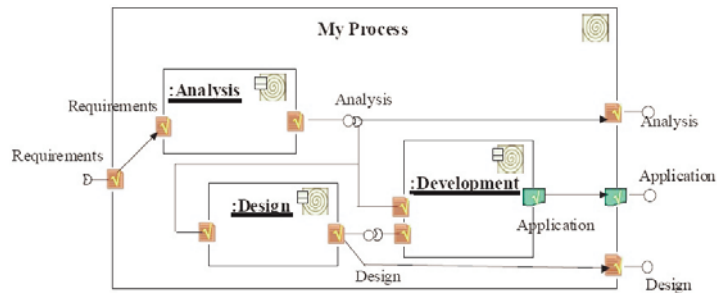 My Process
:Analysis
Requirements
Analysis
Analysis
Requirements
:Development
Application
:Design
Application
Design
Design